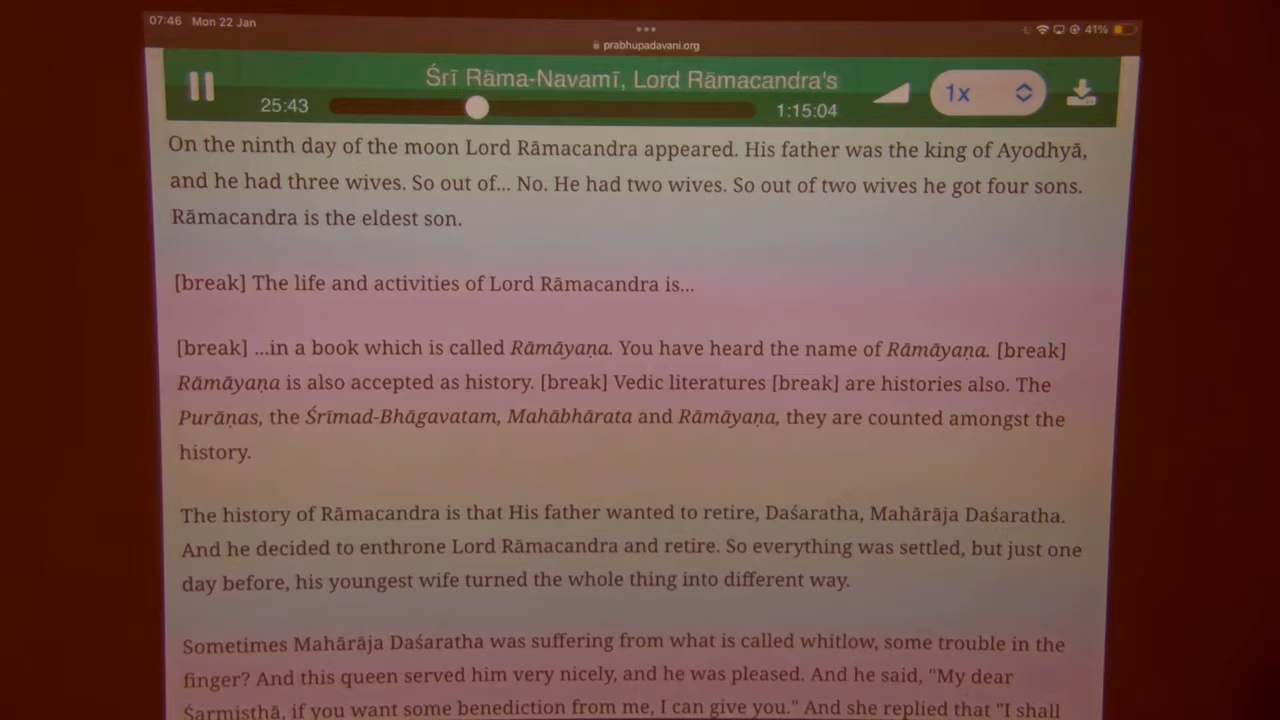 07:46 Mon 22 Jan
41%
prabhupadavani.org
Śrī Rāma-Navamī, Lord Rāmacandra's
25:43
1:15:04
1x
On the ninth day of the moon Lord Rāmacandra appeared. His father was the king of Ayodhyā,
and he had three wives. So out of... No. He had two wives. So out of two wives he got four sons.
Rāmacandra is the eldest son.
[break] The life and activities of Lord Rāmacandra is...
[break] ...in a book which is called Rāmāyaṇa. You have heard the name of Rāmāyaṇa. [break]
Rāmāyaṇa is also accepted as history. [break] Vedic literatures [break] are histories also. The
Purāṇas, the Śrīmad-Bhāgavatam, Mahābhārata and Rāmāyaṇa, they are counted amongst the
history.
The history of Rāmacandra is that His father wanted to retire, Daśaratha, Mahārāja Daśaratha.
And he decided to enthrone Lord Rāmacandra and retire. So everything was settled, but just one
day before, his youngest wife turned the whole thing into different way.
Sometimes Mahārāja Daśaratha was suffering from what is called whitlow, some trouble in the
finger? And this queen served him very nicely, and he was pleased. And he said, "My dear
Śarmiṣṭhā, if you want some benediction from me, I can give you." And she replied that "I shall